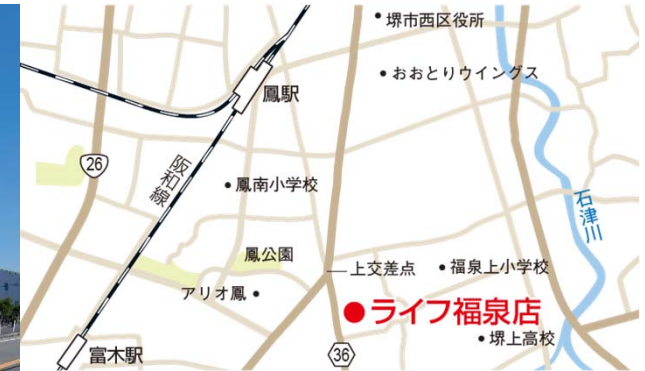 堺市西区役所
おおとりウイングス
鳳駅
26
阪和線
鳳南小学校
石津川
鳳公園
上交差点
福泉上小学校
アリオ鳳
ライフ福泉店
堺上高校
富木駅
36